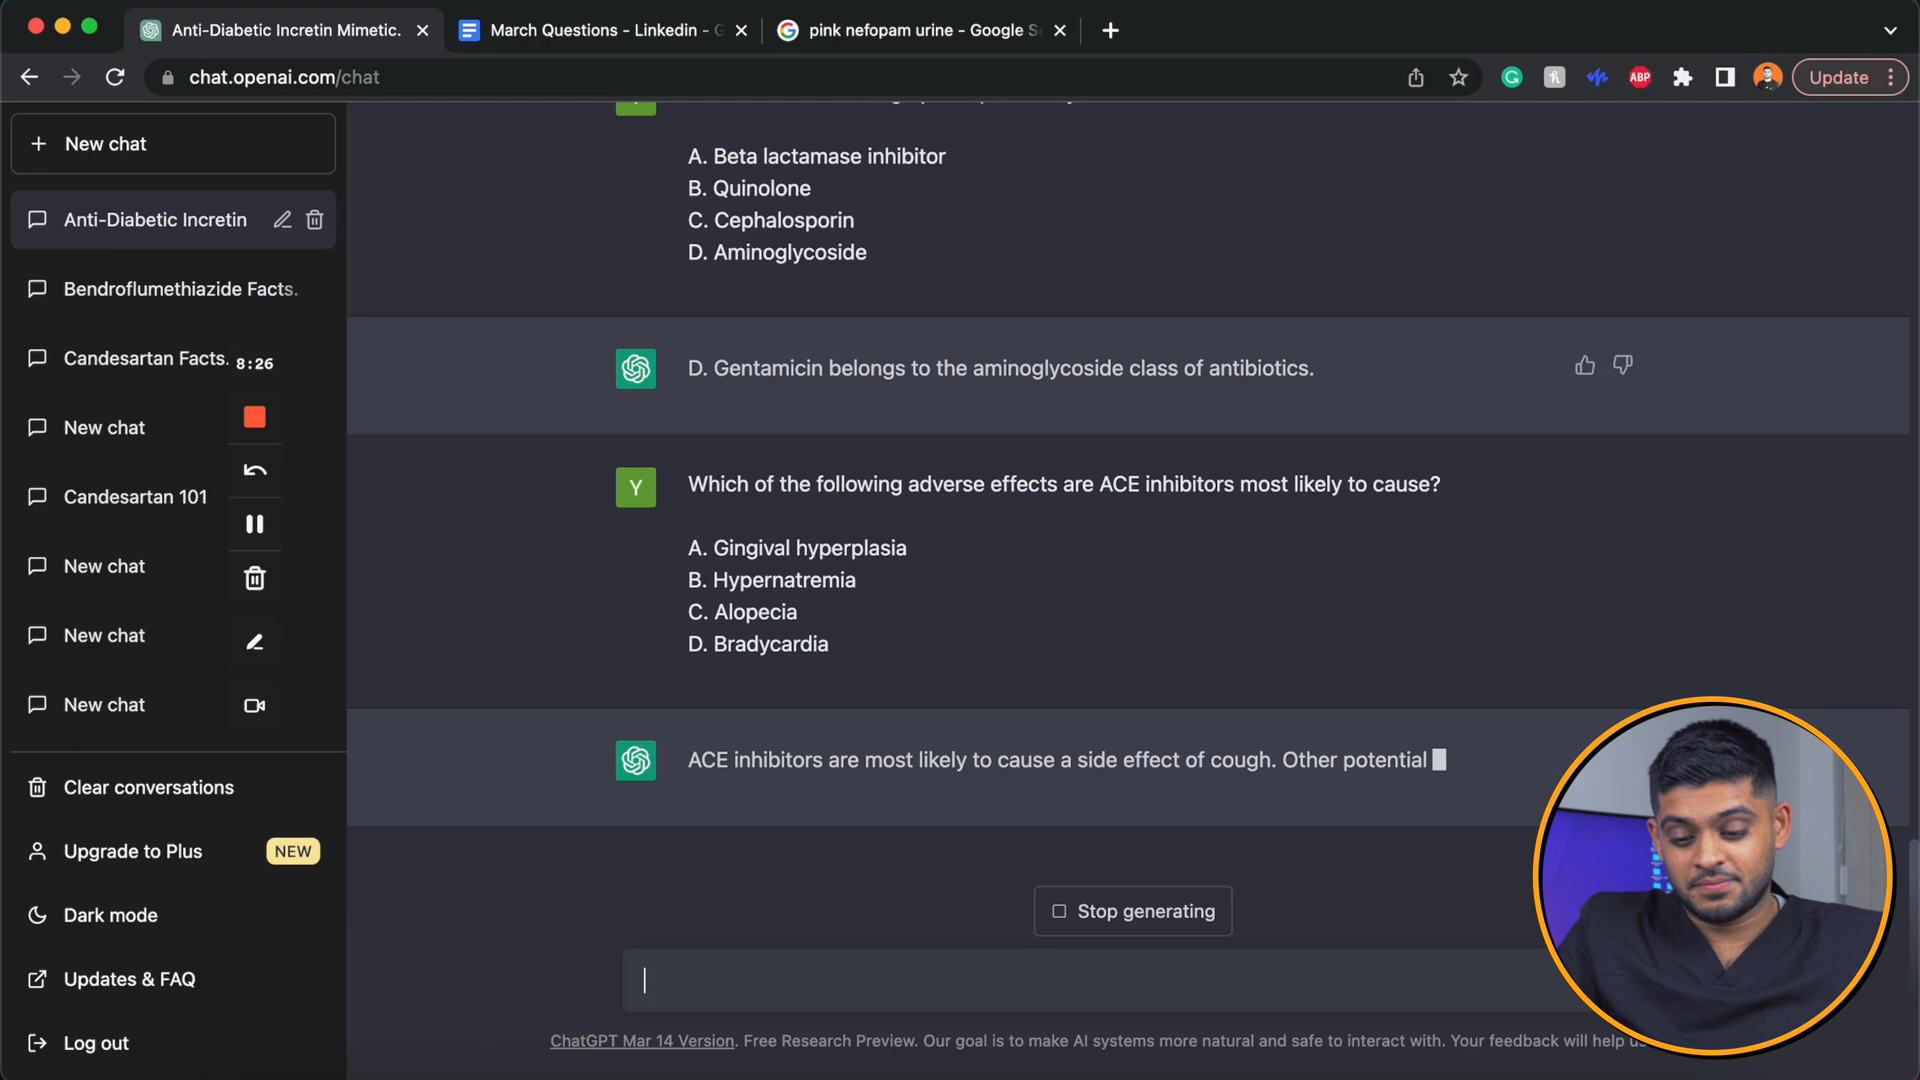 Anti-Diabetic Incretin Mimetic.
March Questions - Linkedin - G
pink nefopam urine - Google Se
chat.openai.com/chat
ABP
Update
New chat
A. Beta lactamase inhibitor
B. Quinolone
C. Cephalosporin
D. Aminoglycoside
Anti-Diabetic Incretin
Bendroflumethiazide Facts.
Candesartan Facts.
8:26
D. Gentamicin belongs to the aminoglycoside class of antibiotics.
New chat
Y
Which of the following adverse effects are ACE inhibitors most likely to cause?
Candesartan 101
A. Gingival hyperplasia
New chat
B. Hypernatremia
C. Alopecia
New chat
D. Bradycardia
New chat
ACE inhibitors are most likely to cause a side effect of cough. Other potential
Clear conversations
Upgrade to Plus
NEW
Dark mode
Stop generating
Updates & FAQ
Log out
ChatGPT Mar 14 Version. Free Research Preview. Our goal is to make AI systems more natural and safe to interact with. Your feedback will help us